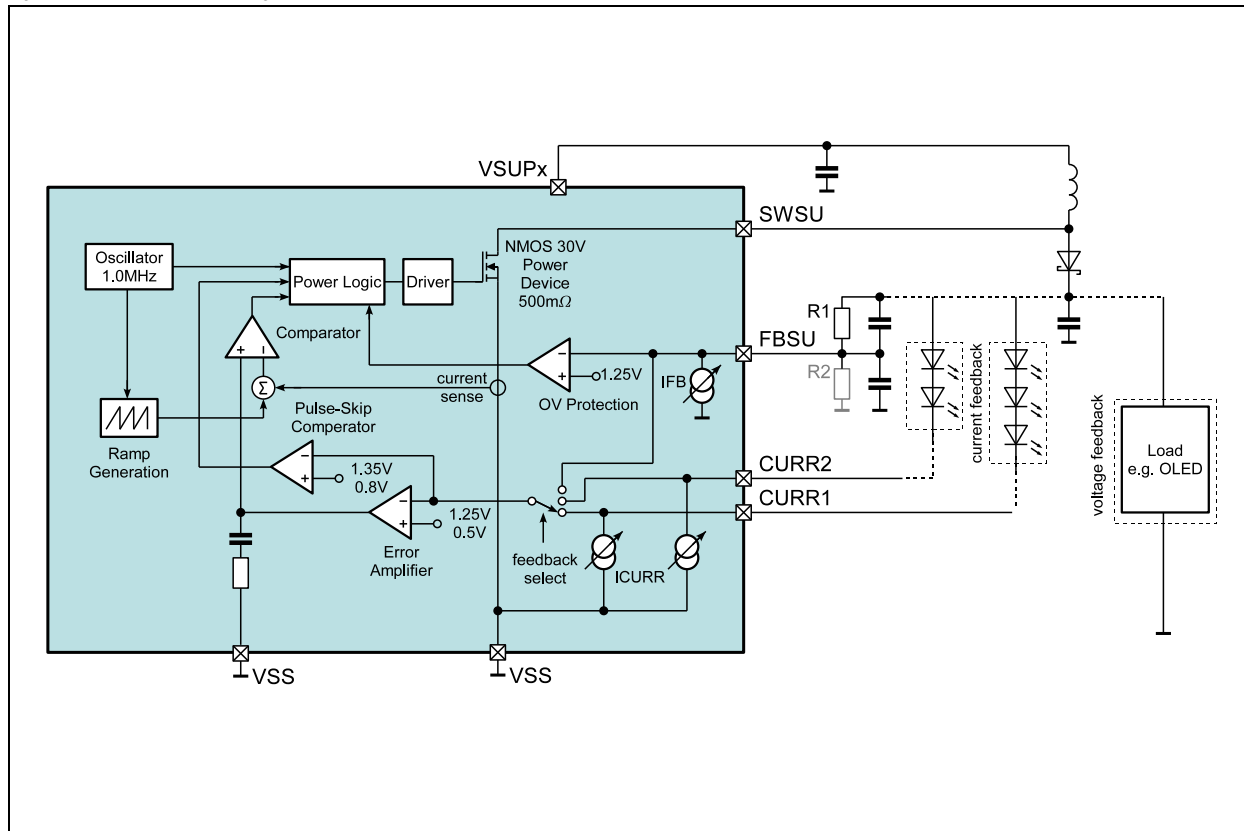 VSUPx
SWSU
Oscillator
1.0MHz
Power Logic
Driver
NMOS 30V
Power
Device
500mΩ
Comparator
+
−
Σ
current
sense
−
+
1.25V
OV Protection
IFB
FBSU
R1
R2
Ramp
Generation
Pulse-Skip
Comperator
−
+
1.35V
0.8V
−
+
1.25V
0.5V
Error
Amplifier
feedback
select
ICURR
CURR2
CURR1
current feedback
voltage feedback
Load
e.g. OLED
VSS
VSS